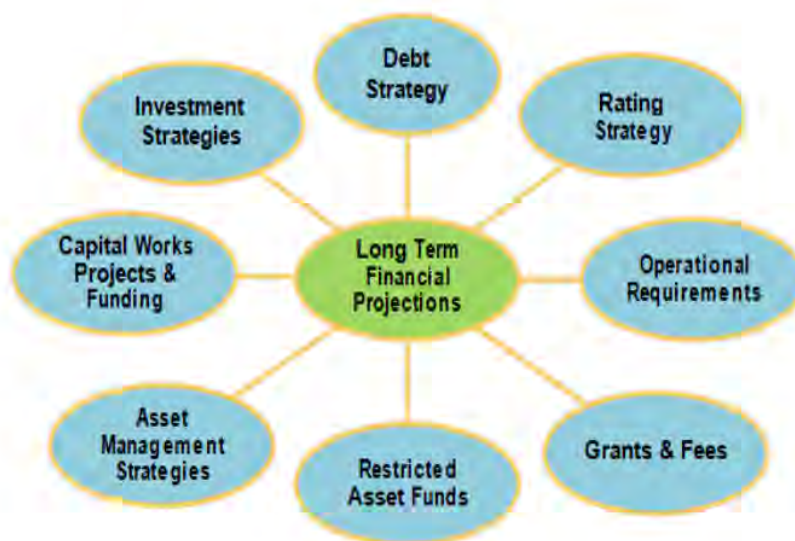 Debt
Strategy
Investment
Strategies
Rating
Strategy
Capital Works
Projects &
Funding
Long Term
Financial
Projections
Operational
Requirements
Asset
Management
Strategies
Restricted
Asset Funds
Grants & Fees